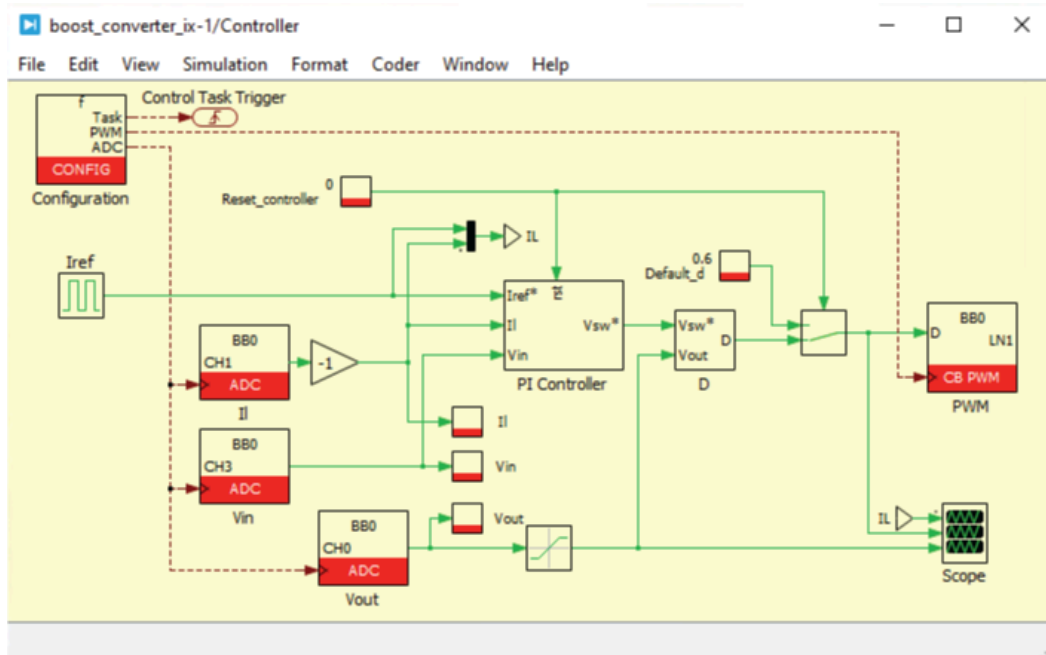 boost_converter_ix-1/Controller
File Edit View Simulation Format Coder Window Help
f
Task
PWM
ADC
CONFIG
Configuration
Control Task Trigger
Reset_controller
0
IL
Iref
0.6
Default_d
Iref*
rst
Il
Vsw*
Vin
PI Controller
Vsw*
D
Vout
D
BB0
LN1
D
CB PWM
PWM
BB0
CH1
ADC
Il
-1
Il
BB0
CH3
ADC
Vin
Vin
Vout
BB0
CH0
ADC
Vout
IL
Scope